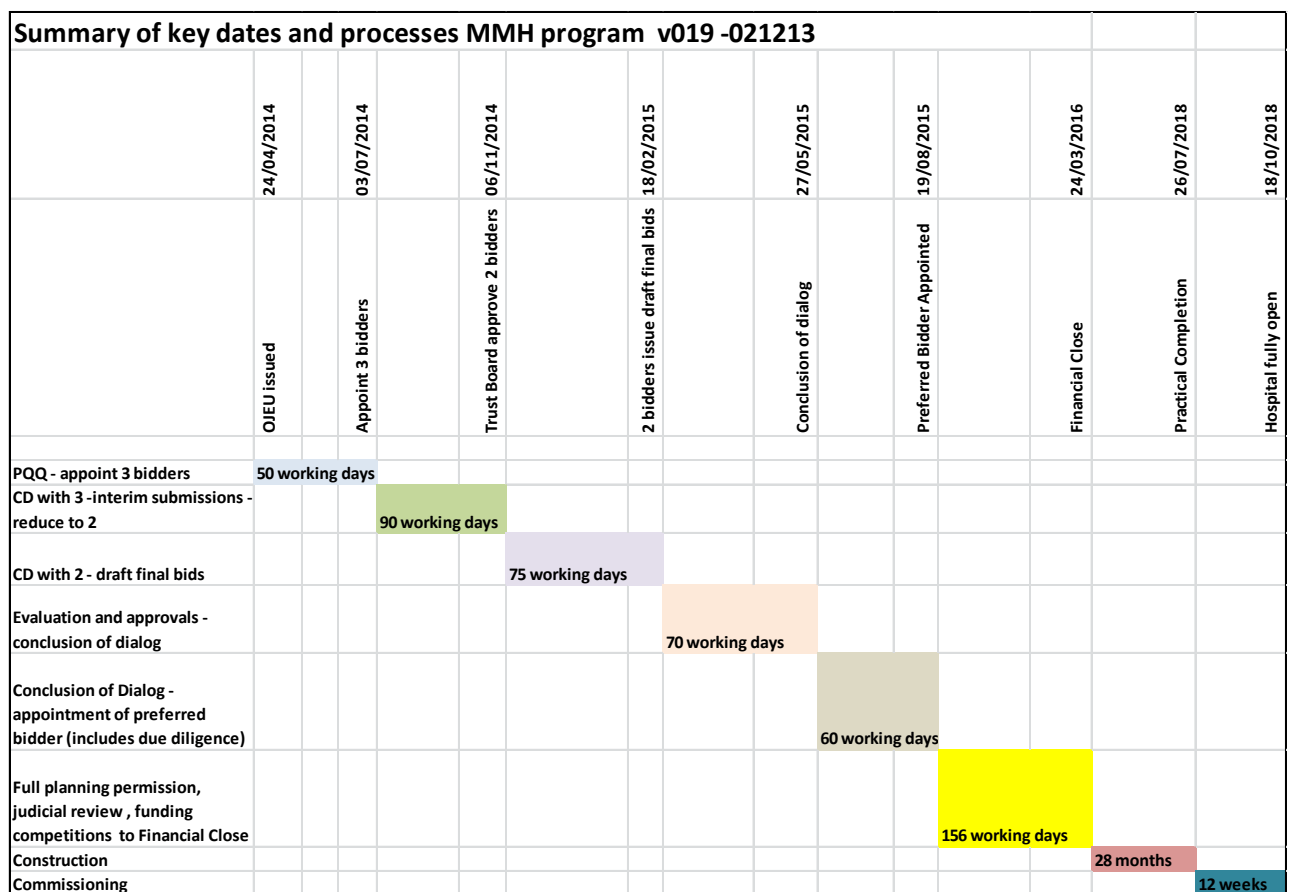 Summary of key dates and processes MMH program v019 -021213
24/04/2014
03/07/2014
06/11/2014
18/02/2015
27/05/2015
19/08/2015
24/03/2016
26/07/2018
18/10/2018
OJEU issued
Appoint 3 bidders
Trust Board approve 2 bidders
2 bidders issue draft final bids
Conclusion of dialog
Preferred Bidder Appointed
Financial Close
Practical Completion
Hospital fully open
PQQ - appoint 3 bidders
50 working days
CD with 3 -interim submissions -
reduce to 2
90 working days
CD with 2 - draft final bids
75 working days
Evaluation and approvals -
conclusion of dialog
70 working days
Conclusion of Dialog -
appointment of preferred
bidder (includes due diligence)
60 working days
Full planning permission,
judicial review , funding
competitions to Financial Close
156 working days
Construction
28 months
Commissioning
12 weeks